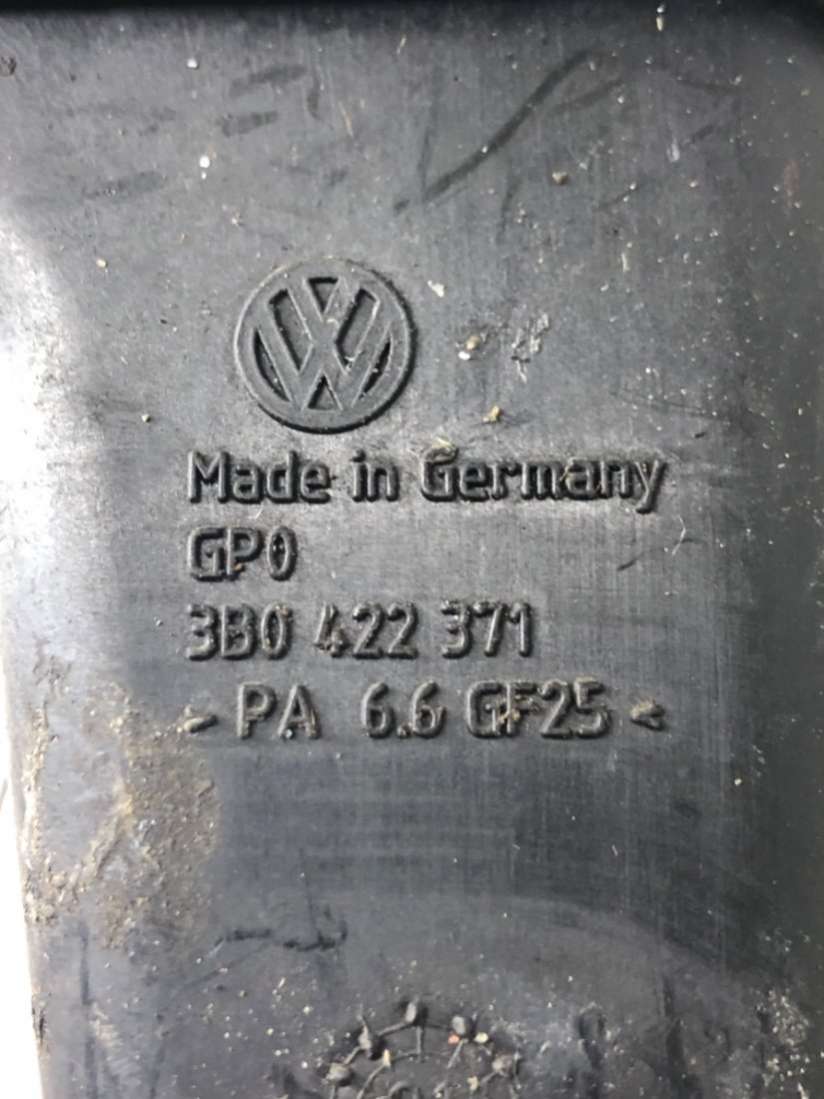 Made in Germany
GP0
3B0 422 371
> PA 6.6 GF25 <